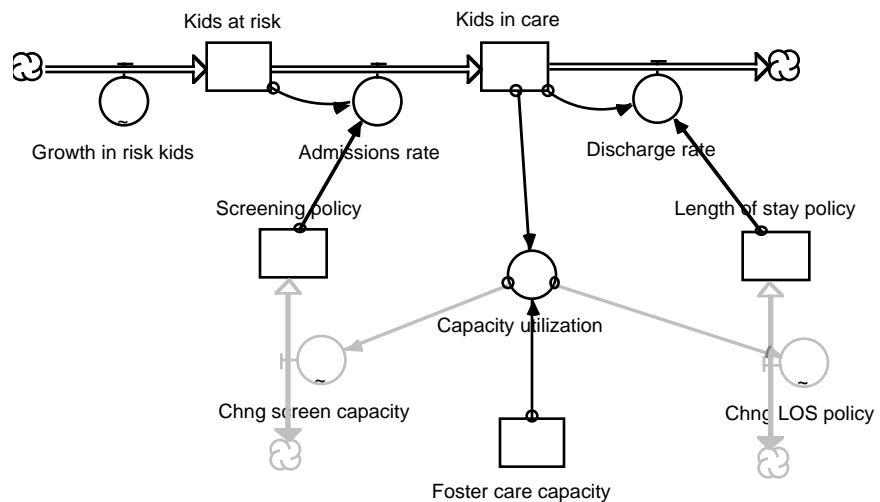 Kids at risk
Kids in care
Growth in risk kids
Admissions rate
Discharge rate
Screening policy
Length of stay policy
Capacity utilization
Chng screen capacity
Chng LOS policy
Foster care capacity